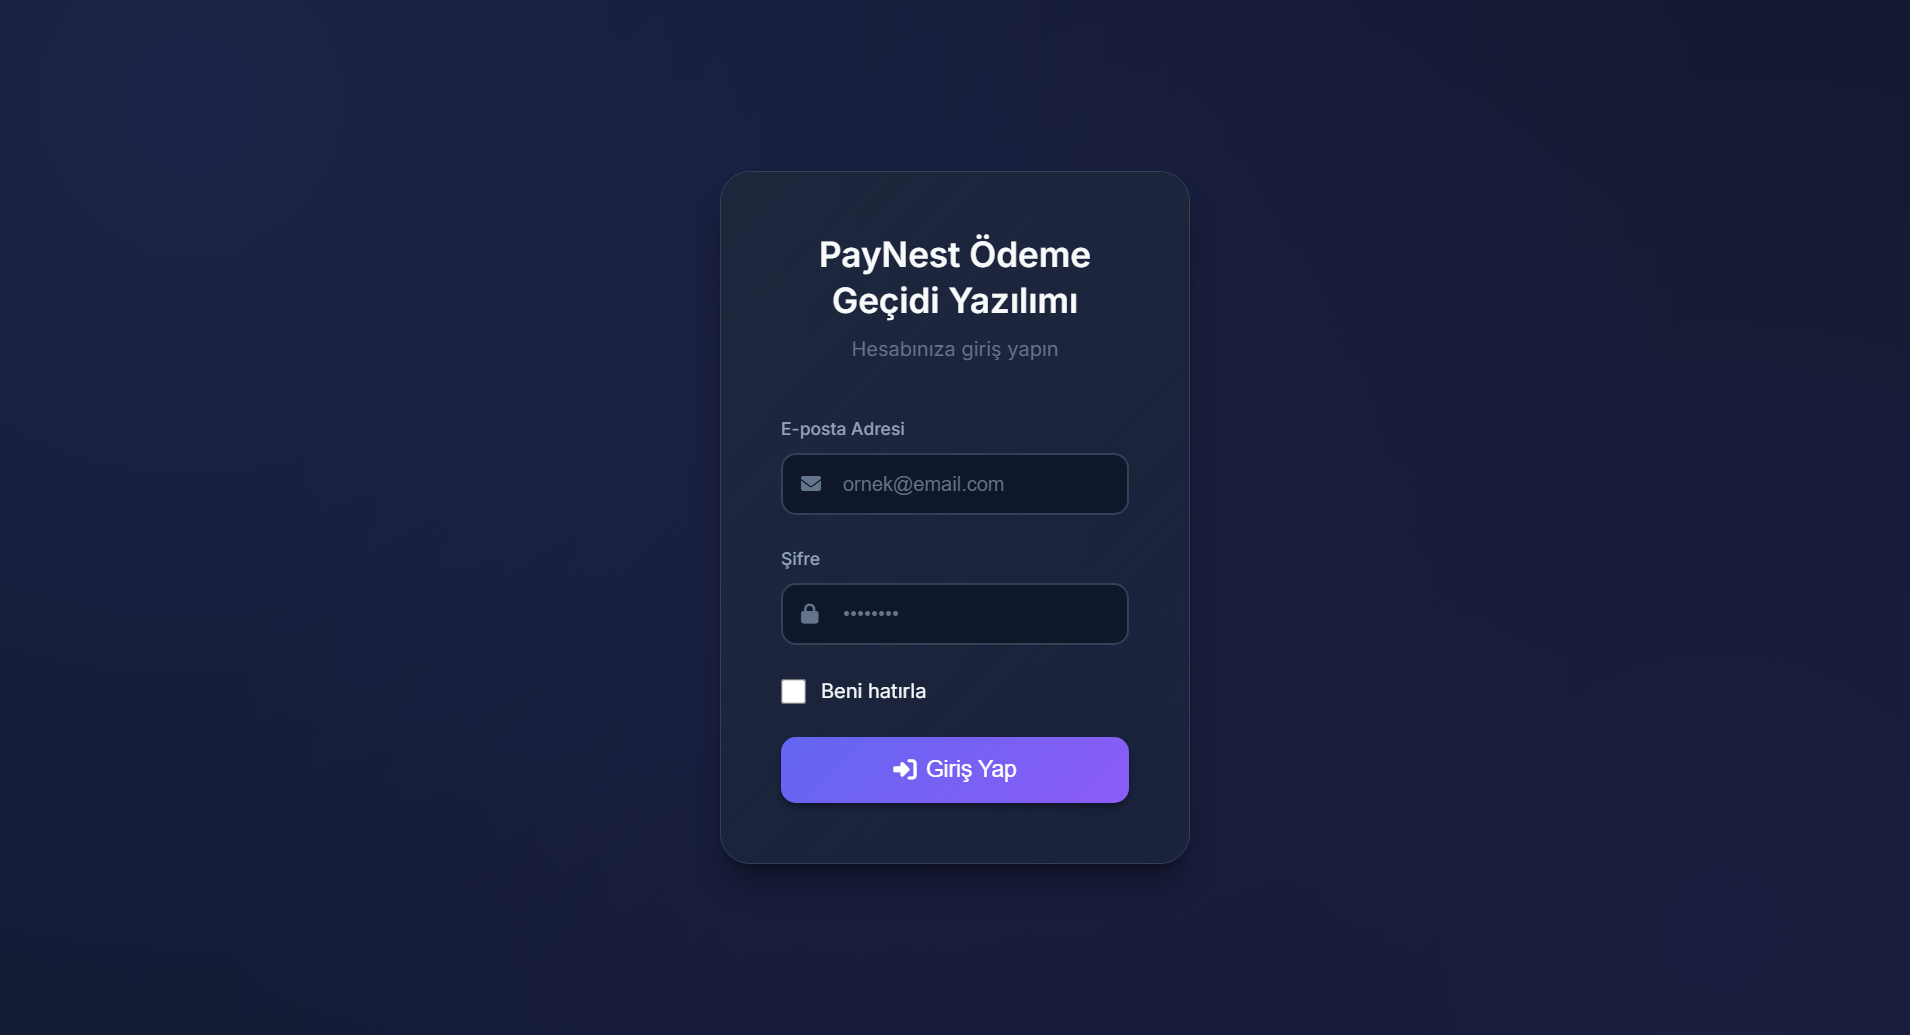 PayNest Ödeme
Geçidi Yazılımı
Hesabınıza giriş yapın
E-posta Adresi
ornek@email.com
Şifre
••••••••
Beni hatırla
Giriş Yap